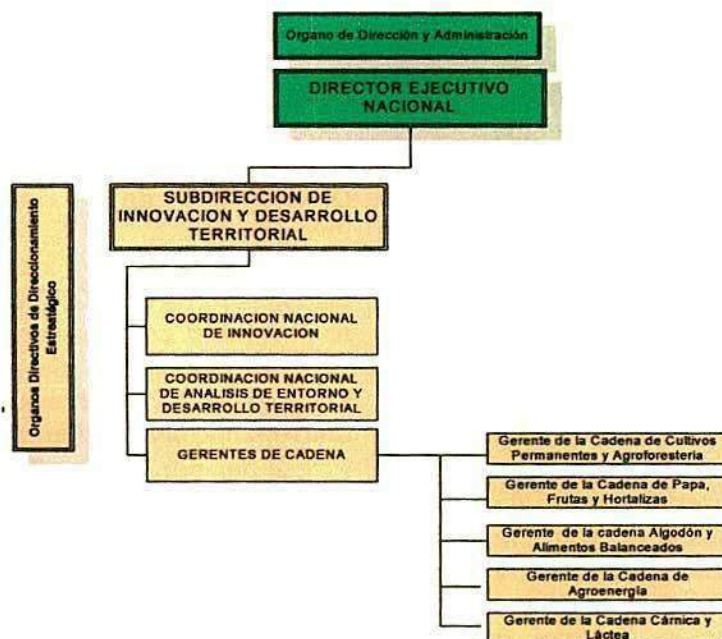 Organo de Dirección y Administración
DIRECTOR EJECUTIVO
NACIONAL
Organos Directivos de Direccionamiento
Estratégico
SUBDIRECCION DE
INNOVACION Y DESARROLLO
TERRITORIAL
COORDINACION NACIONAL
DE INNOVACION
COORDINACION NACIONAL
DE ANALISIS DE ENTORNO Y
DESARROLLO TERRITORIAL
GERENTES DE CADENA
Gerente de la Cadena de Cultivos
Permanentes y Agroforesteria
Gerente de la Cadena de Papa,
Frutas y Hortalizas
Gerente de la cadena Algodón y
Alimentos Balanceados
Gerente de la Cadena de
Agroenergía
Gerente de la Cadena Cárnica y
Láctea